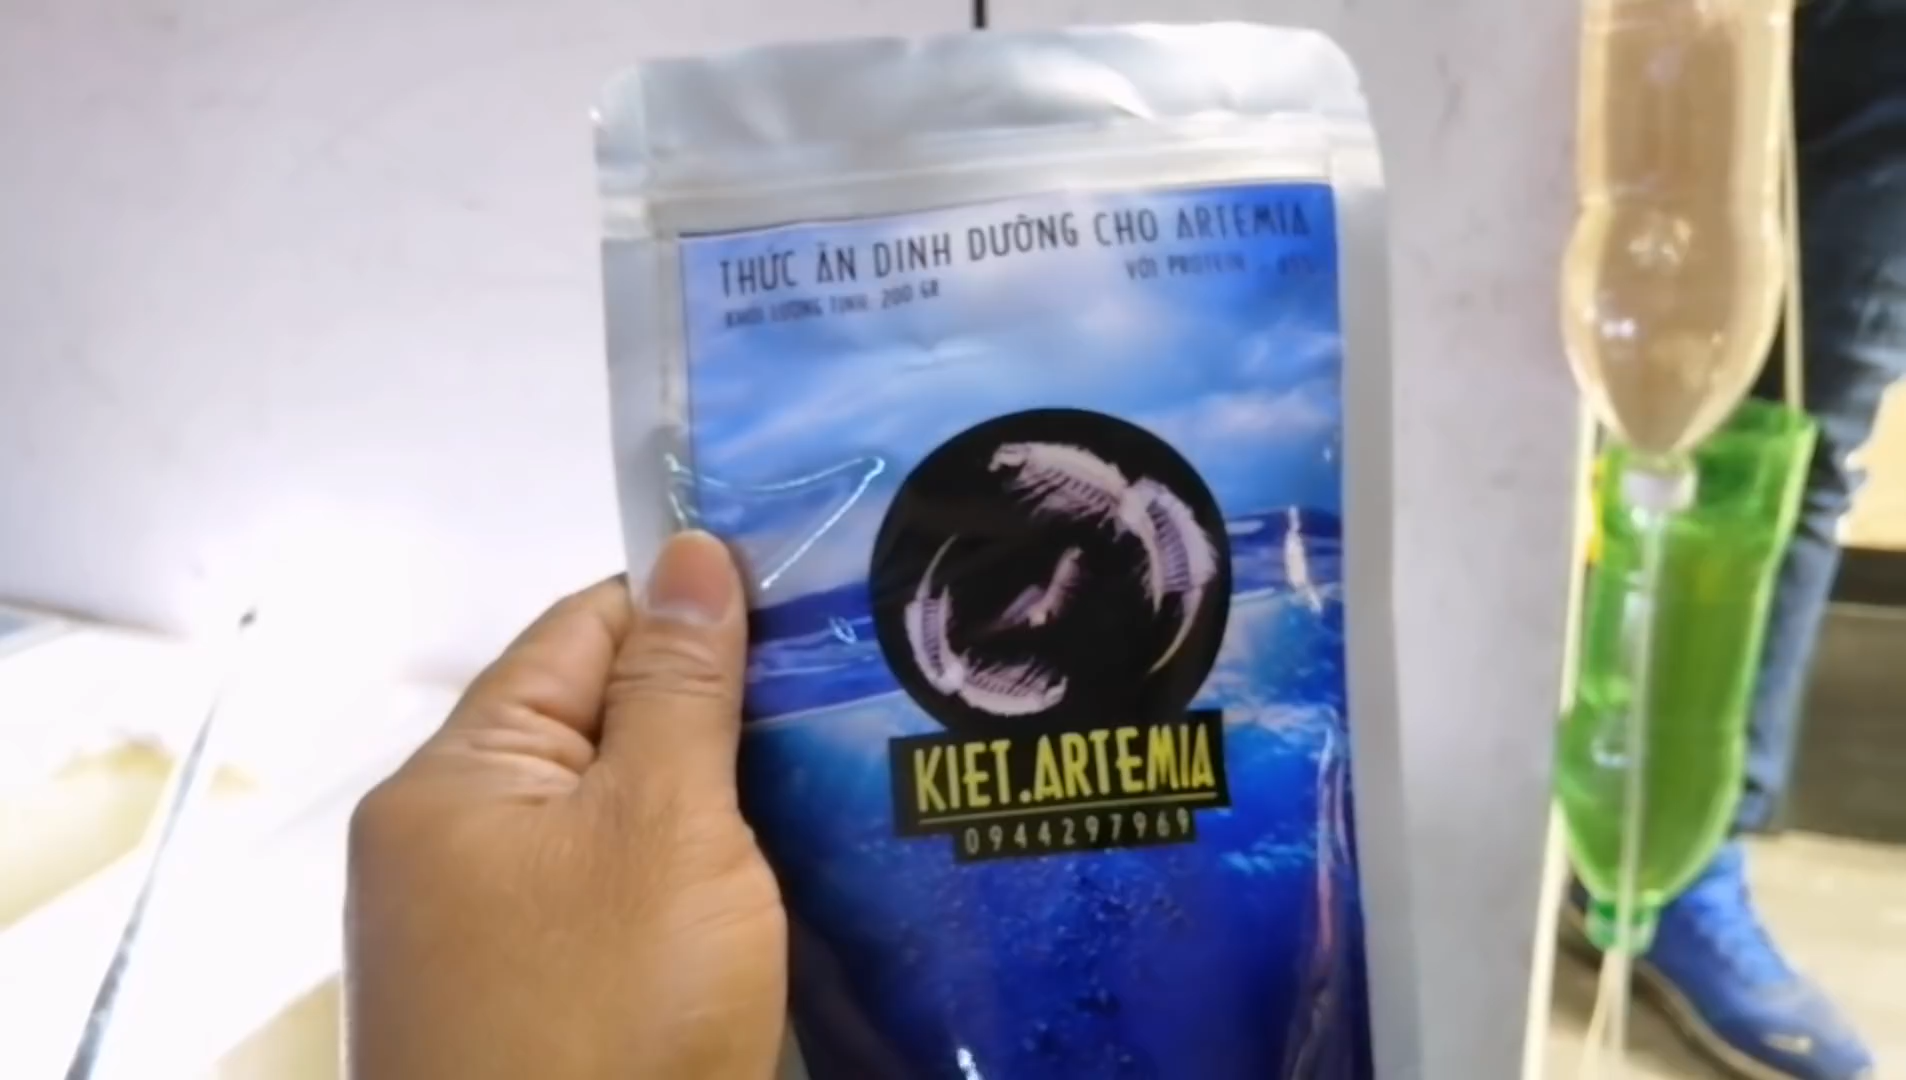 THỨC ĂN DINH DƯỠNG CHO ARTEMIA
KHỐI LƯỢNG TỊNH: 200 GR
VỚI PROTEIN
KIET.ARTEMIA
0944297969